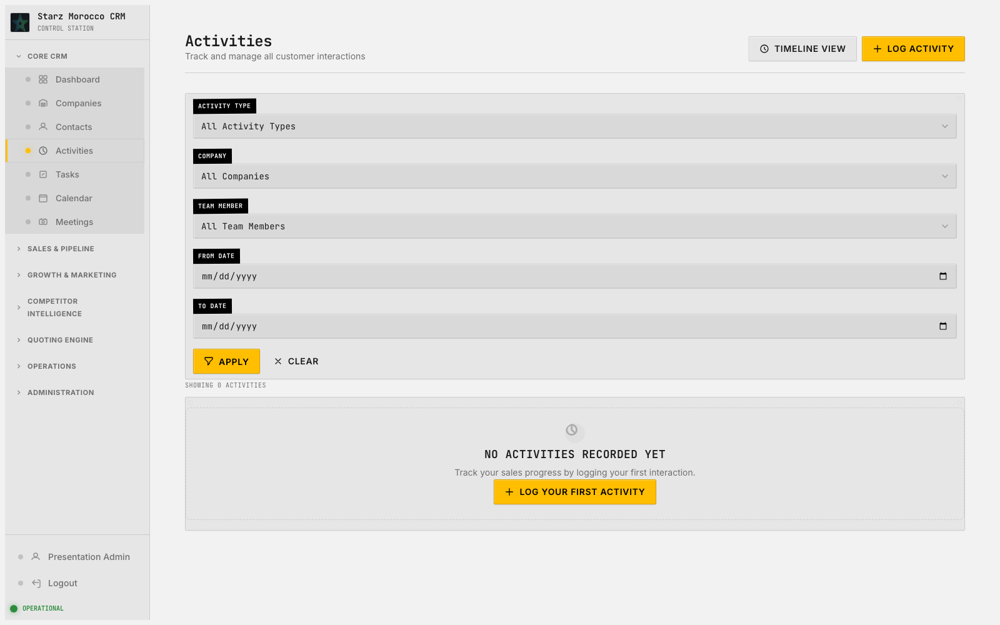 Starz Morocco CRM
CONTROL STATION
CORE CRM
Dashboard
Companies
Contacts
Activities
Tasks
Calendar
Meetings
SALES & PIPELINE
GROWTH & MARKETING
COMPETITOR
INTELLIGENCE
QUOTING ENGINE
OPERATIONS
ADMINISTRATION
Presentation Admin
Logout
OPERATIONAL
Activities
Track and manage all customer interactions
TIMELINE VIEW
LOG ACTIVITY
ACTIVITY TYPE
All Activity Types
COMPANY
All Companies
TEAM MEMBER
All Team Members
FROM DATE
mm/dd/yyyy
TO DATE
mm/dd/yyyy
APPLY
CLEAR
SHOWING 0 ACTIVITIES
NO ACTIVITIES RECORDED YET
Track your sales progress by logging your first interaction.
LOG YOUR FIRST ACTIVITY